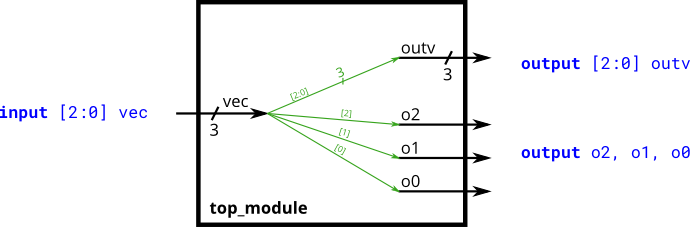 outv
3
output [2:0] outv
3
[2:0]
input [2:0] vec
vec
3
[2]
o2
[1]
o1
output o2, o1, o0
[0]
o0
top_module